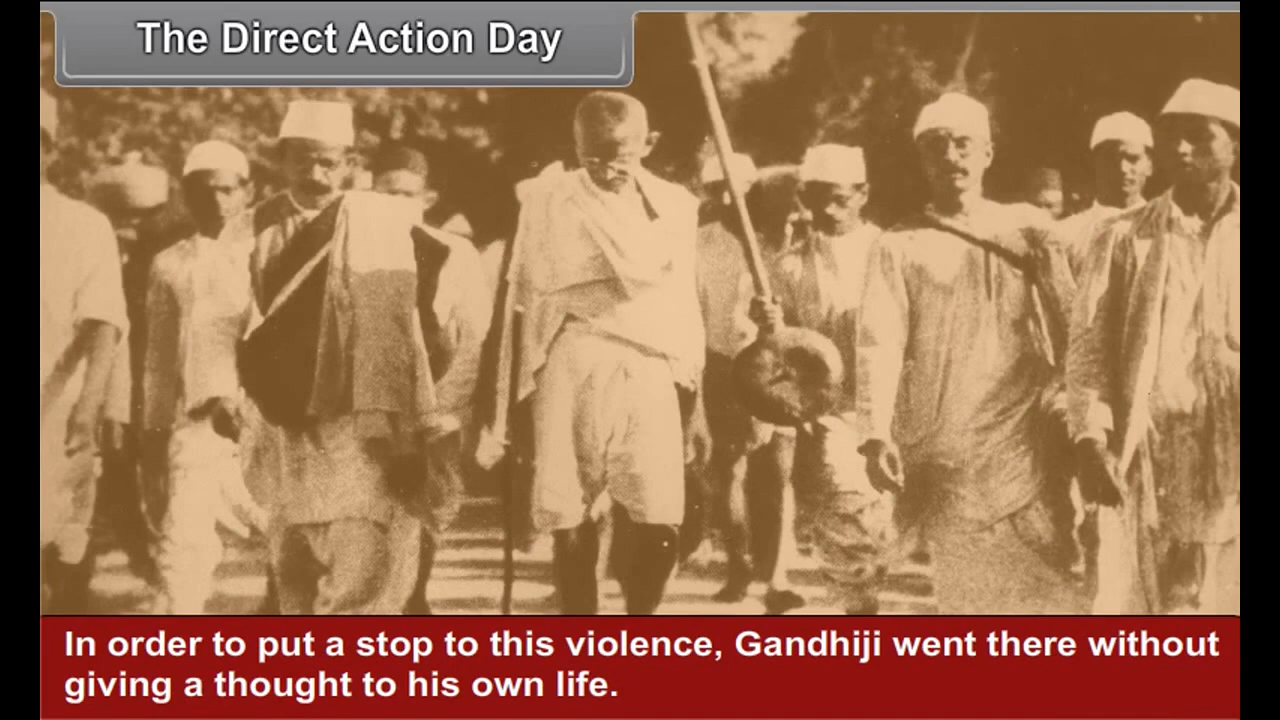 The Direct Action Day
In order to put a stop to this violence, Gandhiji went there without
giving a thought to his own life.